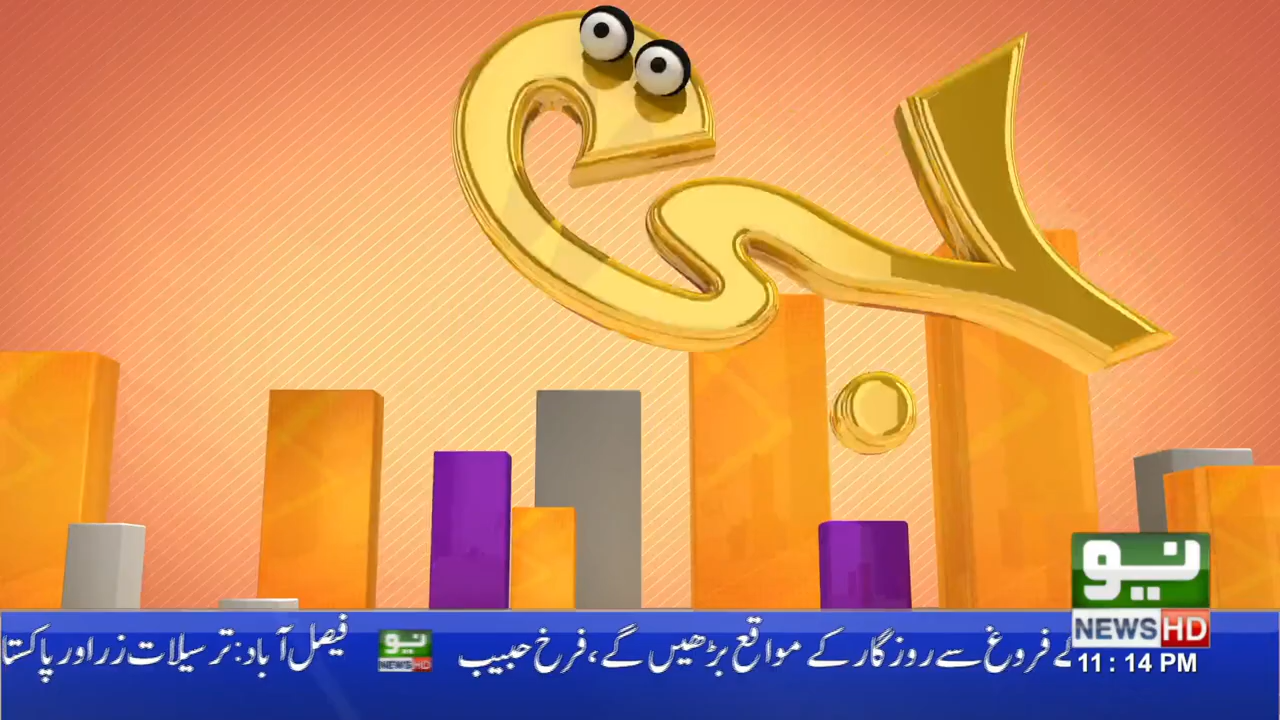 نیو
NEWS HD
کے فروغ سے روزگار کے مواقع بڑھیں گے، فرخ حبیب نیو NEWS HD فیصل آباد: ترسیلات زر اور پاکستا
11 : 14 PM